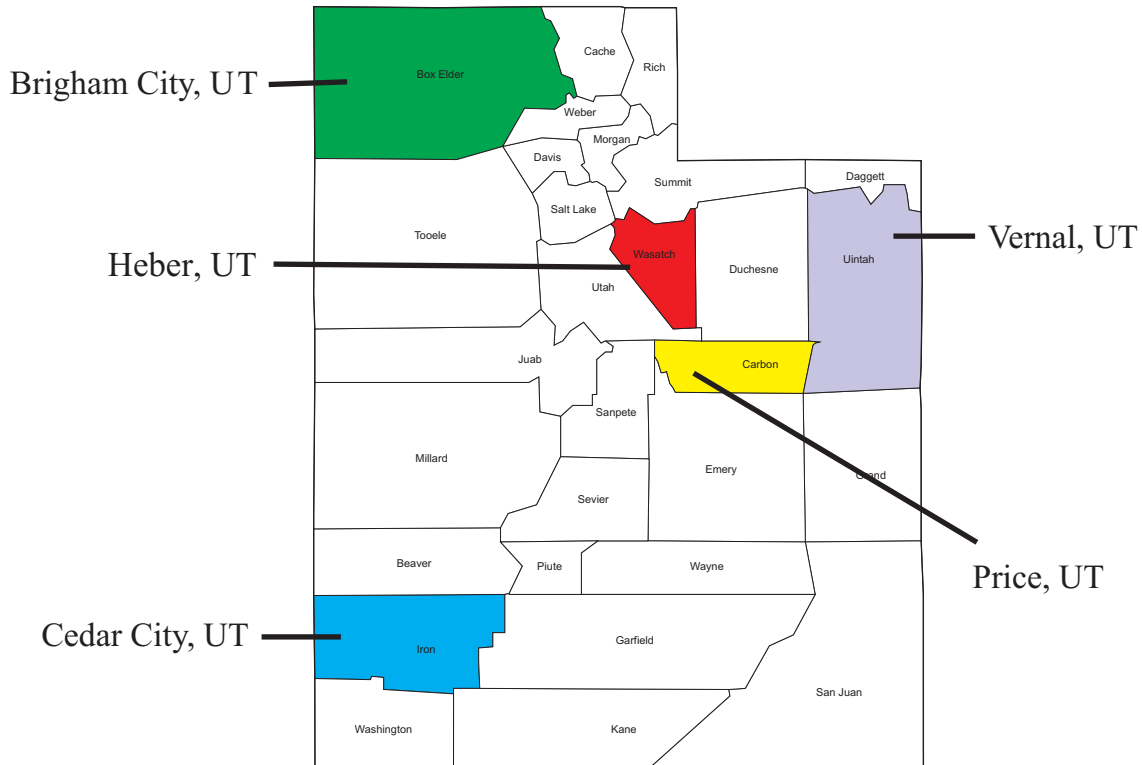 Cache
Rich
Box Elder
Brigham City, UT
Weber
Morgan
Davis
Daggett
Summit
Salt Lake
Tooele
Vernal, UT
Wasatch
Uintah
Heber, UT
Duchesne
Utah
Juab
Carbon
Sanpete
Millard
Emery
Grand
Sevier
Beaver
Piute
Wayne
Price, UT
Cedar City, UT
Garfield
Iron
San Juan
Washington
Kane